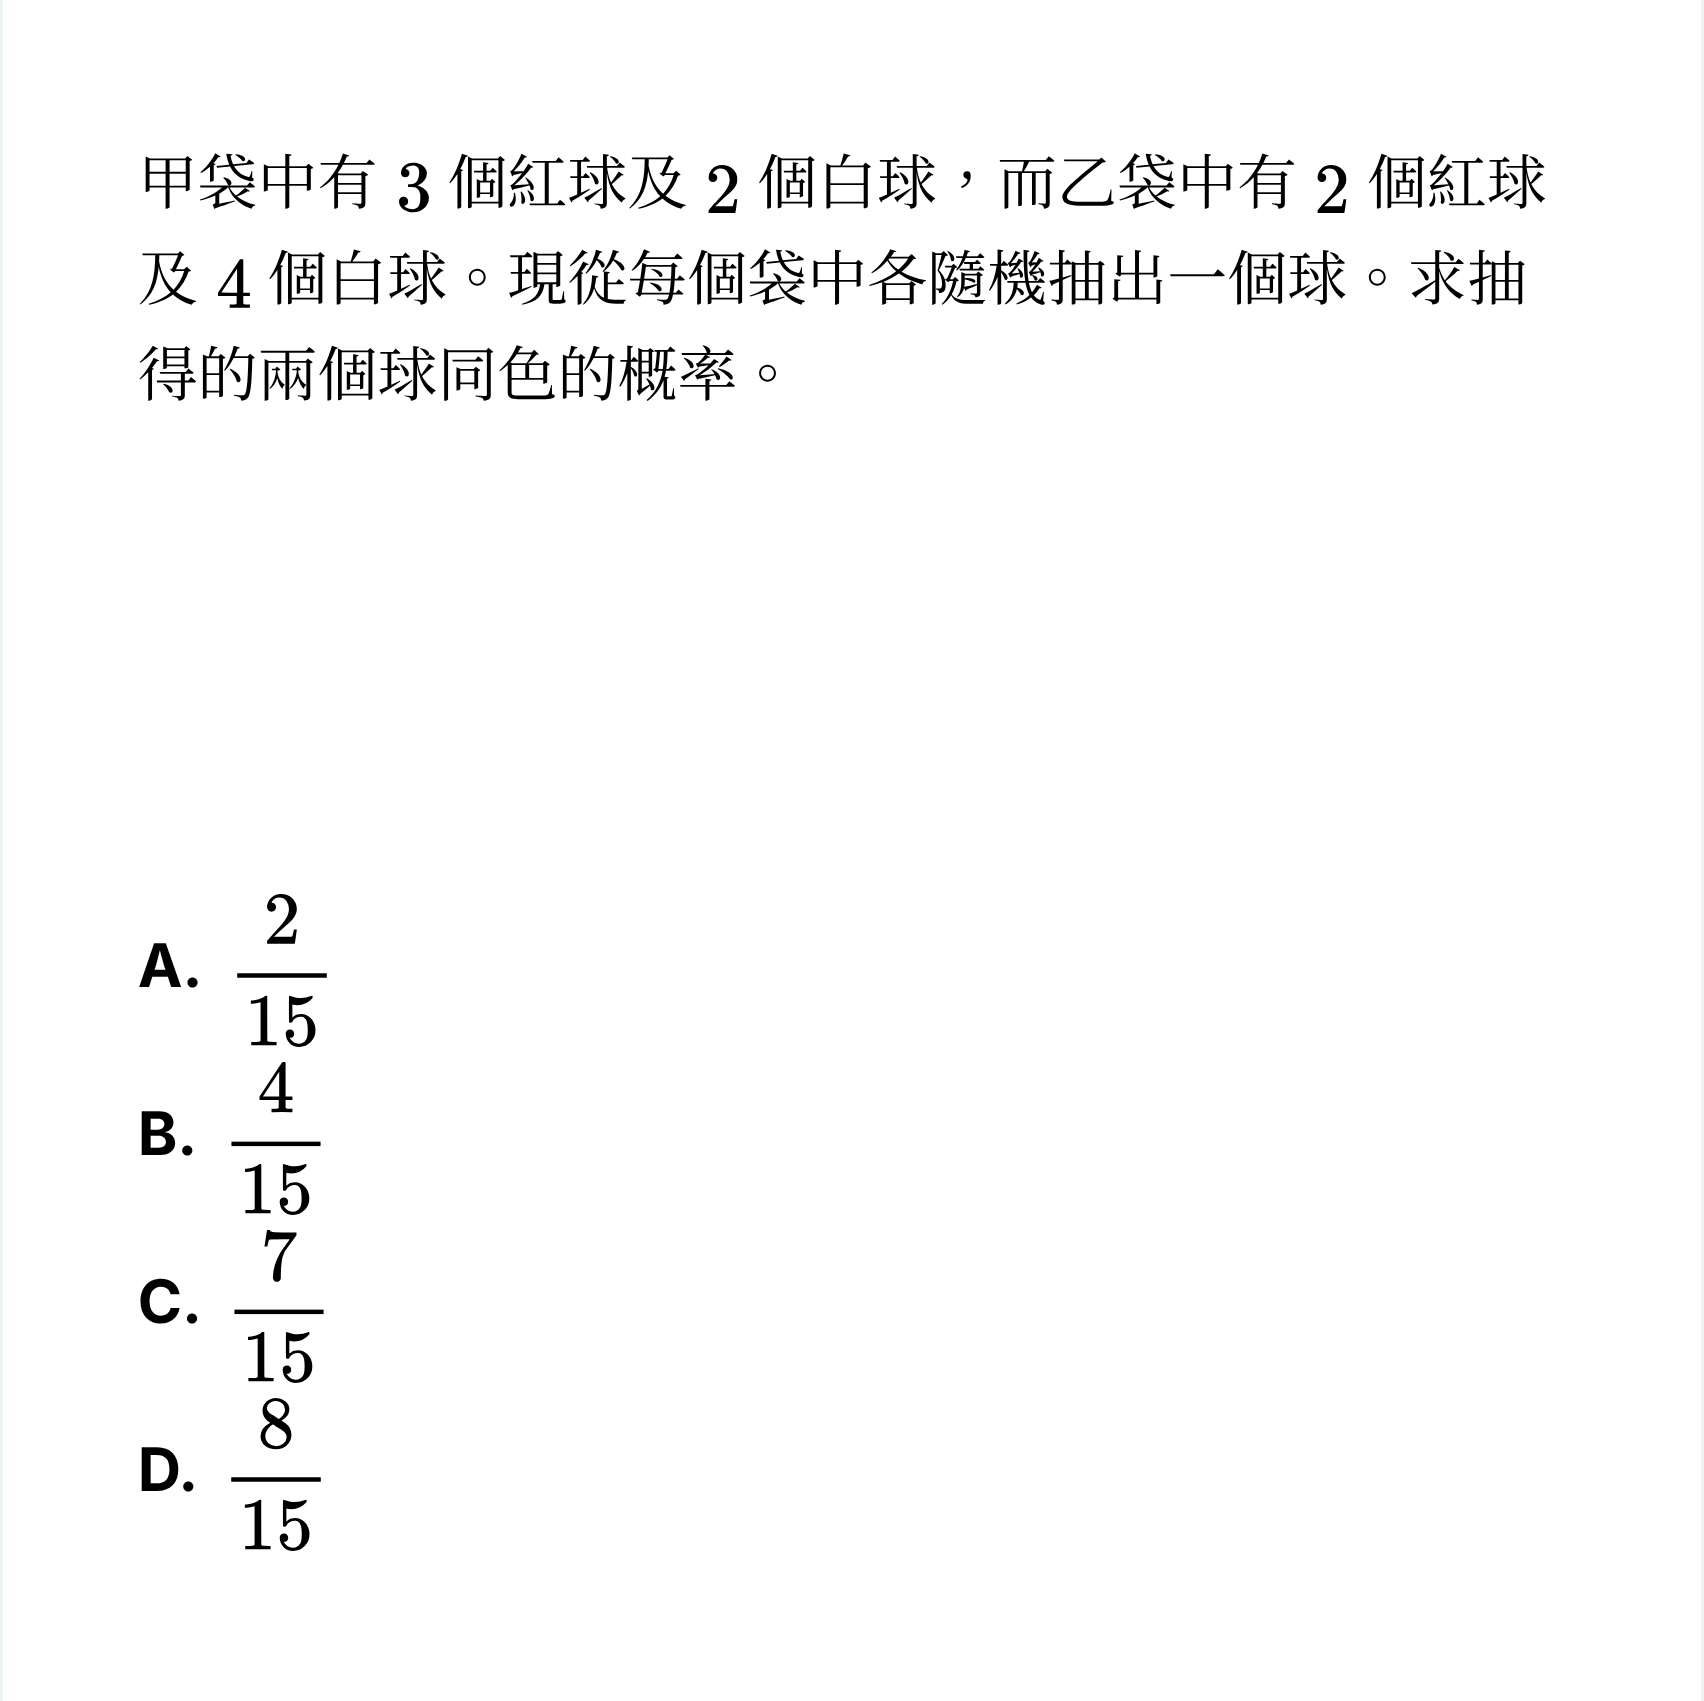 甲袋中有 3 個紅球及 2 個白球，而乙袋中有 2 個紅球
及 4 個白球。現從每個袋中各隨機抽出一個球。求抽
得的兩個球同色的概率。
A. 2/15
B. 4/15
C. 7/15
D. 8/15